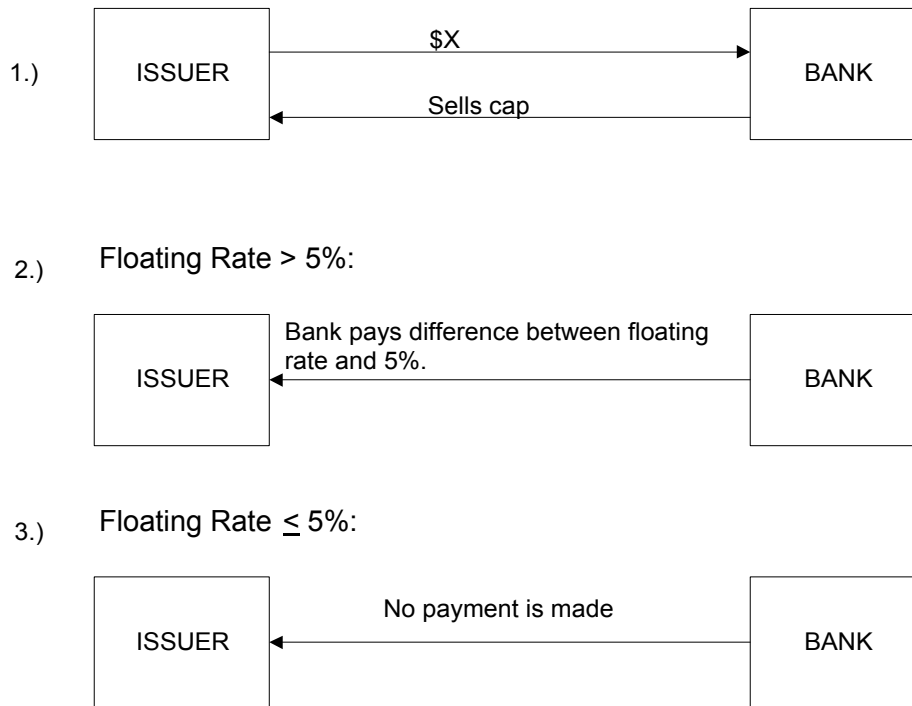 $X
1.)
ISSUER
BANK
Sells cap
2.)
Floating Rate > 5%:
Bank pays difference between floating
rate and 5%.
ISSUER
BANK
3.)
Floating Rate ≤ 5%:
No payment is made
ISSUER
BANK